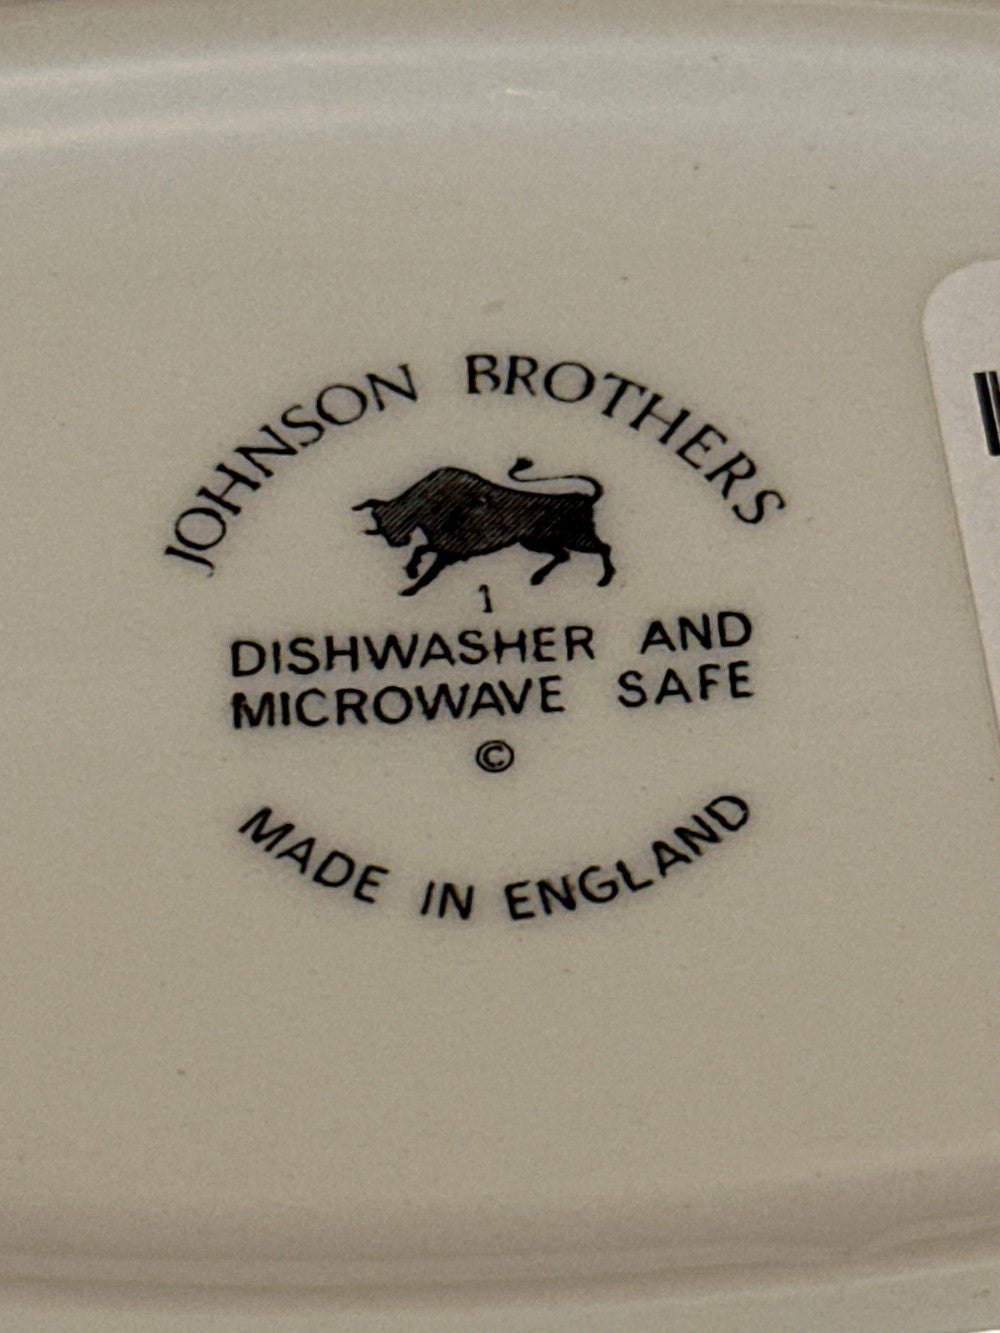 JOHNSON BROTHERS
1
DISHWASHER AND
MICROWAVE SAFE
©
MADE IN ENGLAND